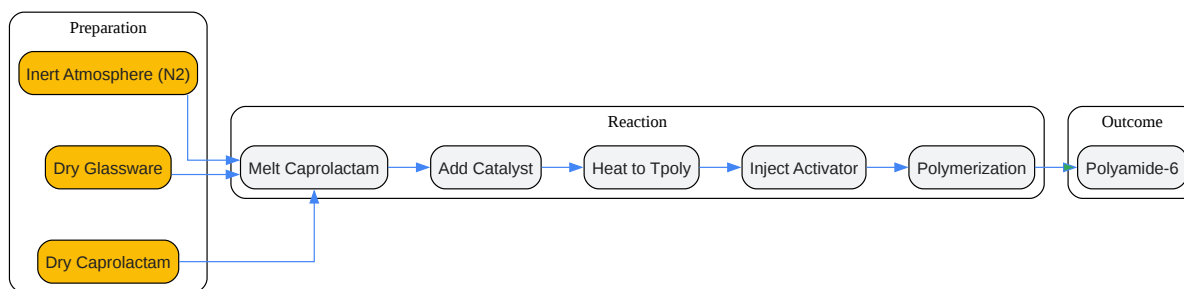 Preparation
Inert Atmosphere (N2)
Dry Glassware
Dry Caprolactam
Reaction
Melt Caprolactam
Add Catalyst
Heat to Tpoly
Inject Activator
Polymerization
Outcome
Polyamide-6